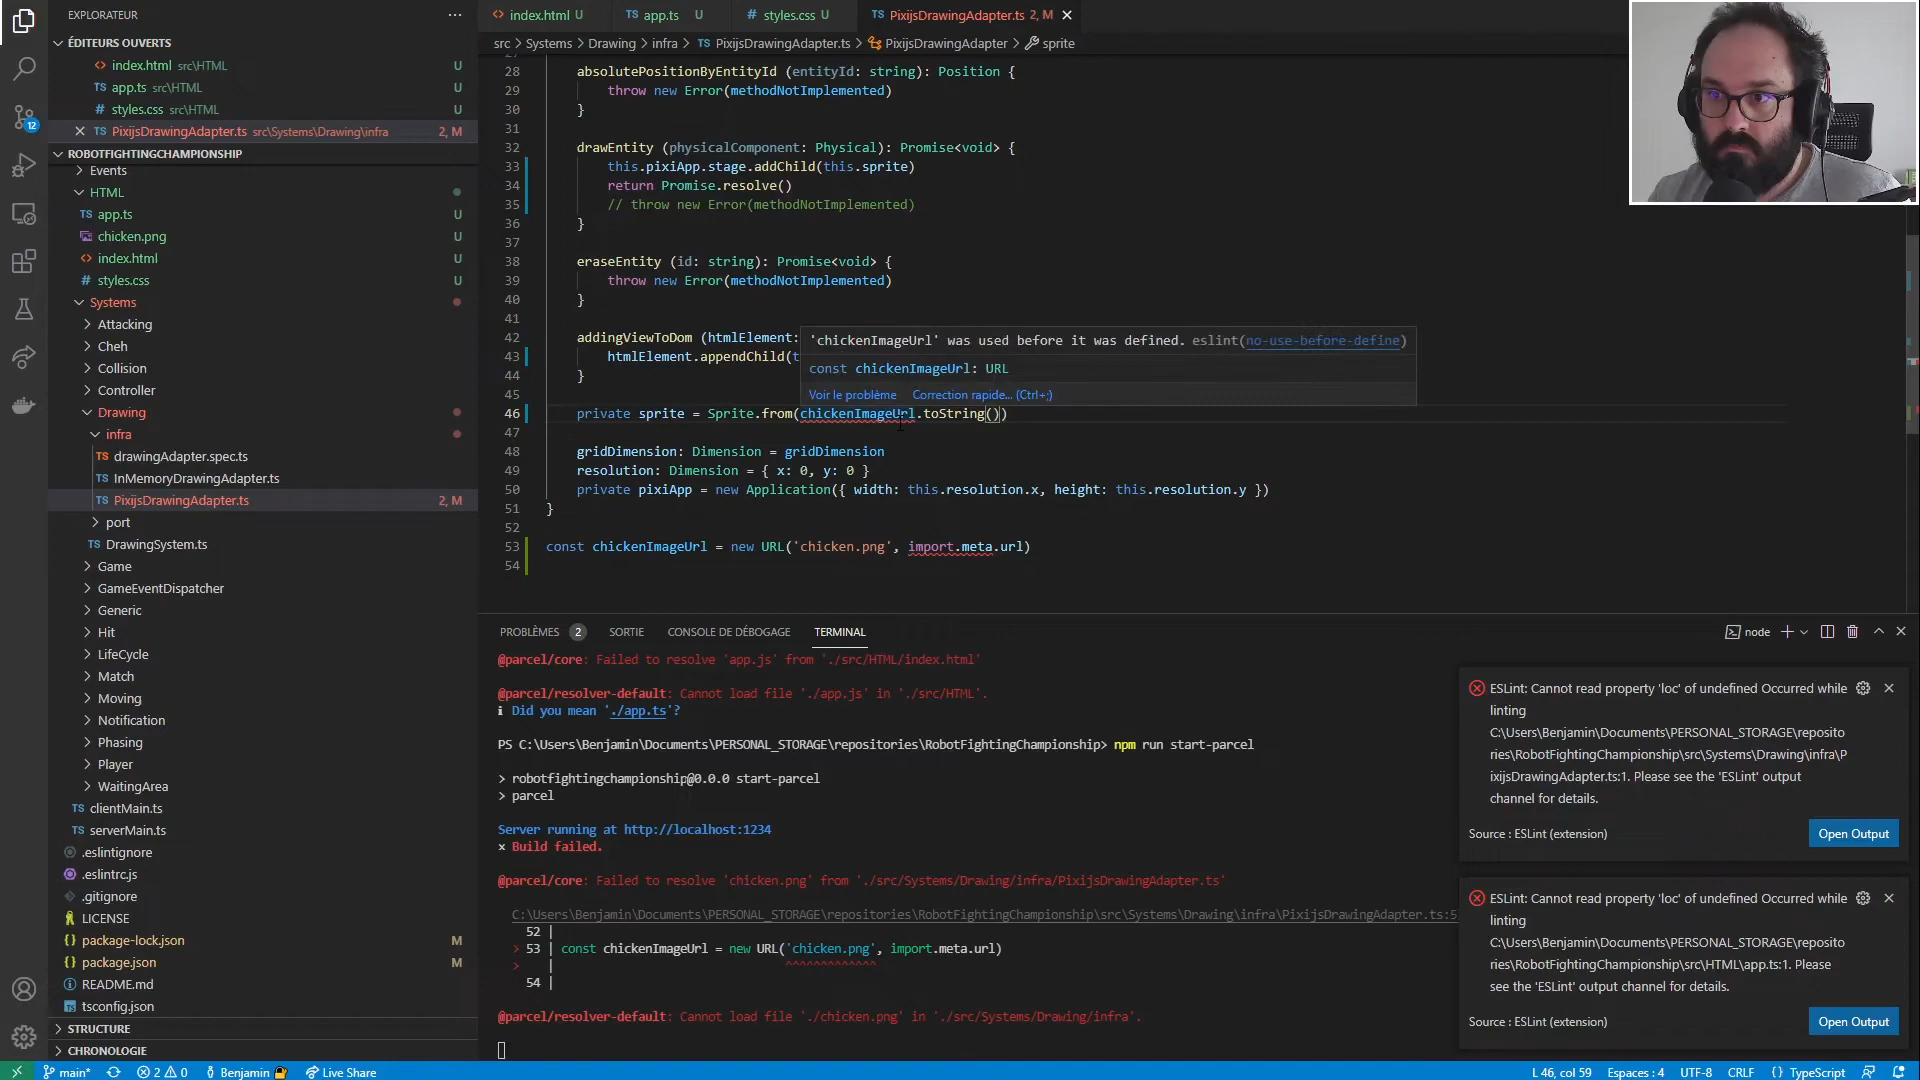 EXPLORATEUR
index.html U
app.ts U
styles.css U
PixijsDrawingAdapter.ts 2, M
src > Systems > Drawing > infra > TS PixijsDrawingAdapter.ts > PixijsDrawingAdapter > sprite
ÉDITEURS OUVERTS
index.html src\HTML U
app.ts src\HTML U
styles.css src\HTML U
PixijsDrawingAdapter.ts src\Systems\Drawing\infra 2, M
ROBOTFIGHTINGCHAMPIONSHIP
Events
HTML
app.ts U
chicken.png U
index.html U
styles.css U
Systems
Attacking
Cheh
Collision
Controller
Drawing
infra
drawingAdapter.spec.ts
InMemoryDrawingAdapter.ts
PixijsDrawingAdapter.ts 2, M
port
DrawingSystem.ts
Game
GameEventDispatcher
Generic
Hit
LifeCycle
Match
Moving
Notification
Phasing
Player
WaitingArea
clientMain.ts
serverMain.ts
.eslintignore
.eslintrc.js
.gitignore
LICENSE
package-lock.json M
package.json M
README.md
tsconfig.json
STRUCTURE
CHRONOLOGIE
12
28 absolutePositionByEntityId (entityId: string): Position {
29 throw new Error(methodNotImplemented)
30 }
31
32 drawEntity (physicalComponent: Physical): Promise<void> {
33 this.pixiApp.stage.addChild(this.sprite)
34 return Promise.resolve()
35 // throw new Error(methodNotImplemented)
36 }
37
38 eraseEntity (id: string): Promise<void> {
39 throw new Error(methodNotImplemented)
40 }
41
42 addingViewToDom (htmlElement:
43 htmlElement.appendChild(t
44 }
45
'chickenImageUrl' was used before it was defined. eslint(no-use-before-define)
const chickenImageUrl: URL
Voir le problème Correction rapide... (Ctrl+;)
46 private sprite = Sprite.from(chickenImageUrl.toString())
47
48 gridDimension: Dimension = gridDimension
49 resolution: Dimension = { x: 0, y: 0 }
50 private pixiApp = new Application({ width: this.resolution.x, height: this.resolution.y })
51 }
52
53 const chickenImageUrl = new URL('chicken.png', import.meta.url)
54
PROBLÈMES 2 SORTIE CONSOLE DE DÉBOGAGE TERMINAL
node
@parcel/core: Failed to resolve 'app.js' from './src/HTML/index.html'
@parcel/resolver-default: Cannot load file './app.js' in './src/HTML'.
Did you mean './app.ts'?
PS C:\Users\Benjamin\Documents\PERSONAL_STORAGE\repositories\RobotFightingChampionship> npm run start-parcel
> robotfightingchampionship@0.0.0 start-parcel
> parcel
Server running at http://localhost:1234
× Build failed.
@parcel/core: Failed to resolve 'chicken.png' from './src/Systems/Drawing/infra/PixijsDrawingAdapter.ts'
C:\Users\Benjamin\Documents\PERSONAL_STORAGE\repositories\RobotFightingChampionship\src\Systems\Drawing\infra\PixijsDrawingAdapter.ts:5
52 |
> 53 | const chickenImageUrl = new URL('chicken.png', import.meta.url)
> | ^^^^^^^^^^^^^
54 |
@parcel/resolver-default: Cannot load file './chicken.png' in './src/Systems/Drawing/infra'.
ESLint: Cannot read property 'loc' of undefined Occurred while
linting
C:\Users\Benjamin\Documents\PERSONAL_STORAGE\reposito
ries\RobotFightingChampionship\src\Systems\Drawing\infra\P
ixijsDrawingAdapter.ts:1. Please see the 'ESLint' output
channel for details.
Source : ESLint (extension) Open Output
ESLint: Cannot read property 'loc' of undefined Occurred while
linting
C:\Users\Benjamin\Documents\PERSONAL_STORAGE\reposito
ries\RobotFightingChampionship\src\HTML\app.ts:1. Please
see the 'ESLint' output channel for details.
Source : ESLint (extension) Open Output
main* 2 0 Benjamin Live Share L 46, col 59 Espaces : 4 UTF-8 CRLF {} TypeScript